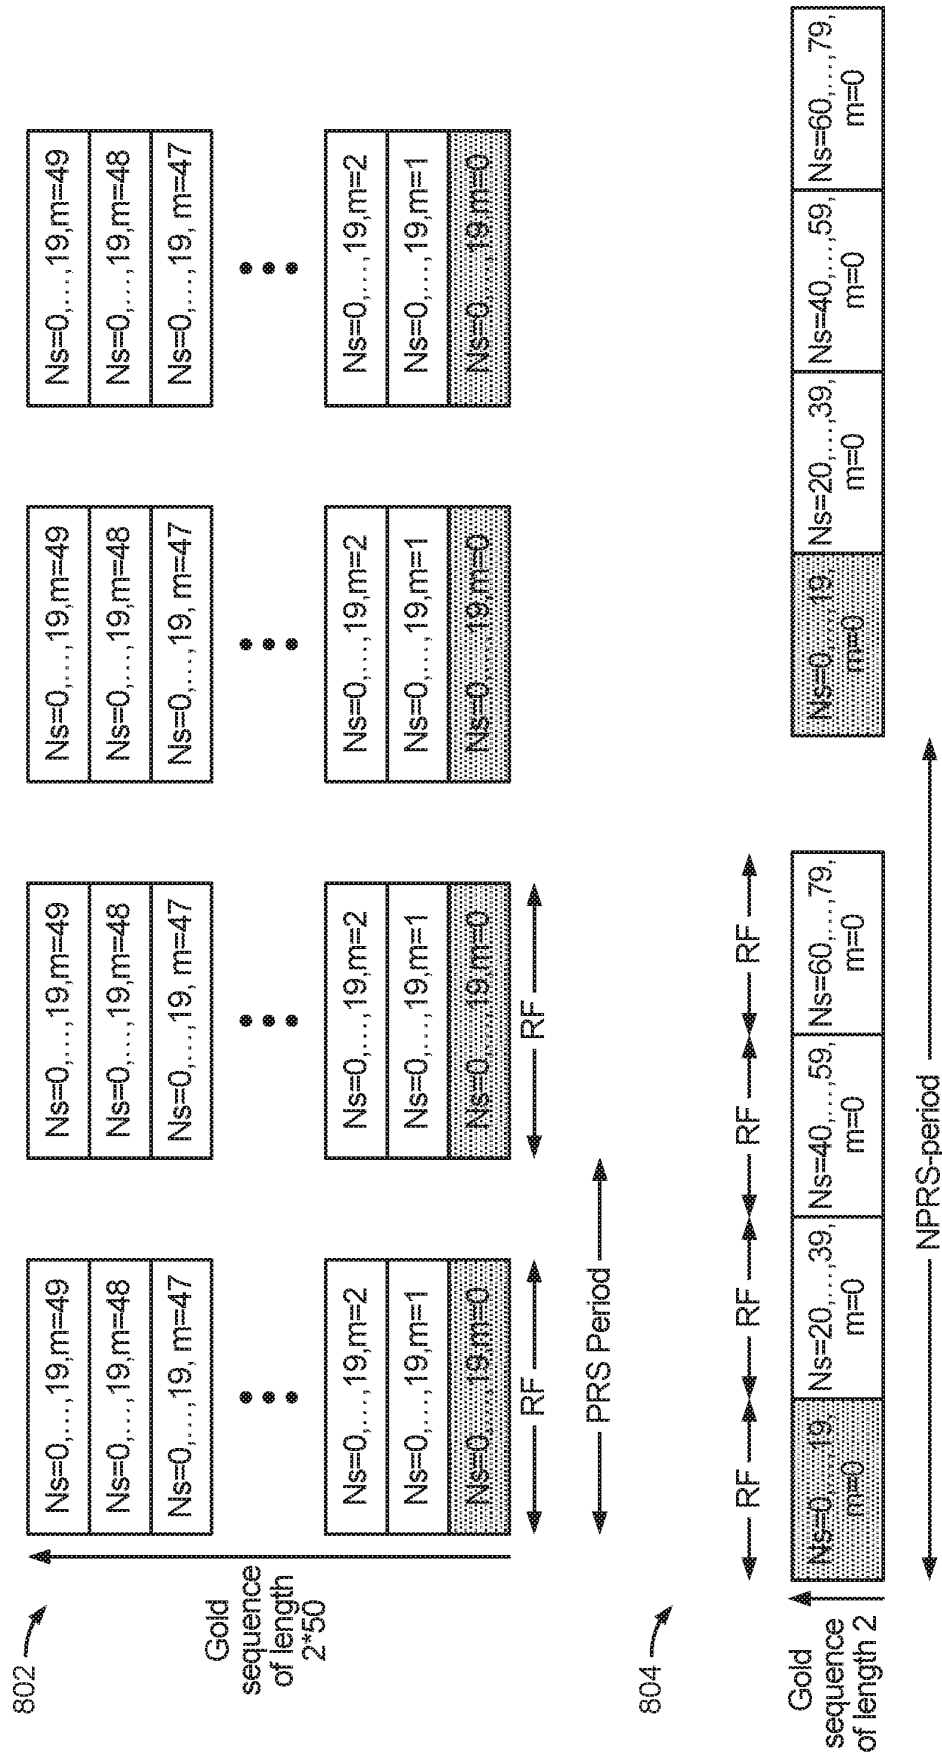 802
Gold
sequence
of length
2*50
Ns=0,...,19,m=49
Ns=0,...,19,m=48
Ns=0,...,19, m=47
Ns=0,...,19,m=2
Ns=0,...,19,m=1
Ns=0,...,19,m=0
Ns=0,...,19,m=49
Ns=0,...,19,m=48
Ns=0,...,19, m=47
Ns=0,...,19,m=2
Ns=0,...,19,m=1
Ns=0,...,19,m=0
Ns=0,...,19,m=49
Ns=0,...,19,m=48
Ns=0,...,19, m=47
Ns=0,...,19,m=2
Ns=0,...,19,m=1
Ns=0,...,19,m=0
Ns=0,...,19,m=49
Ns=0,...,19,m=48
Ns=0,...,19, m=47
Ns=0,...,19,m=2
Ns=0,...,19,m=1
Ns=0,...,19,m=0
RF
RF
PRS Period
804
RF
RF
RF
RF
Gold
sequence
of length 2
Ns=0,...,19,
m=0
Ns=20,...,39,
m=0
Ns=40,...,59,
m=0
Ns=60,...,79,
m=0
Ns=0,...,19,
m=0
Ns=20,...,39,
m=0
Ns=40,...,59,
m=0
Ns=60,...,79,
m=0
NPRS-period